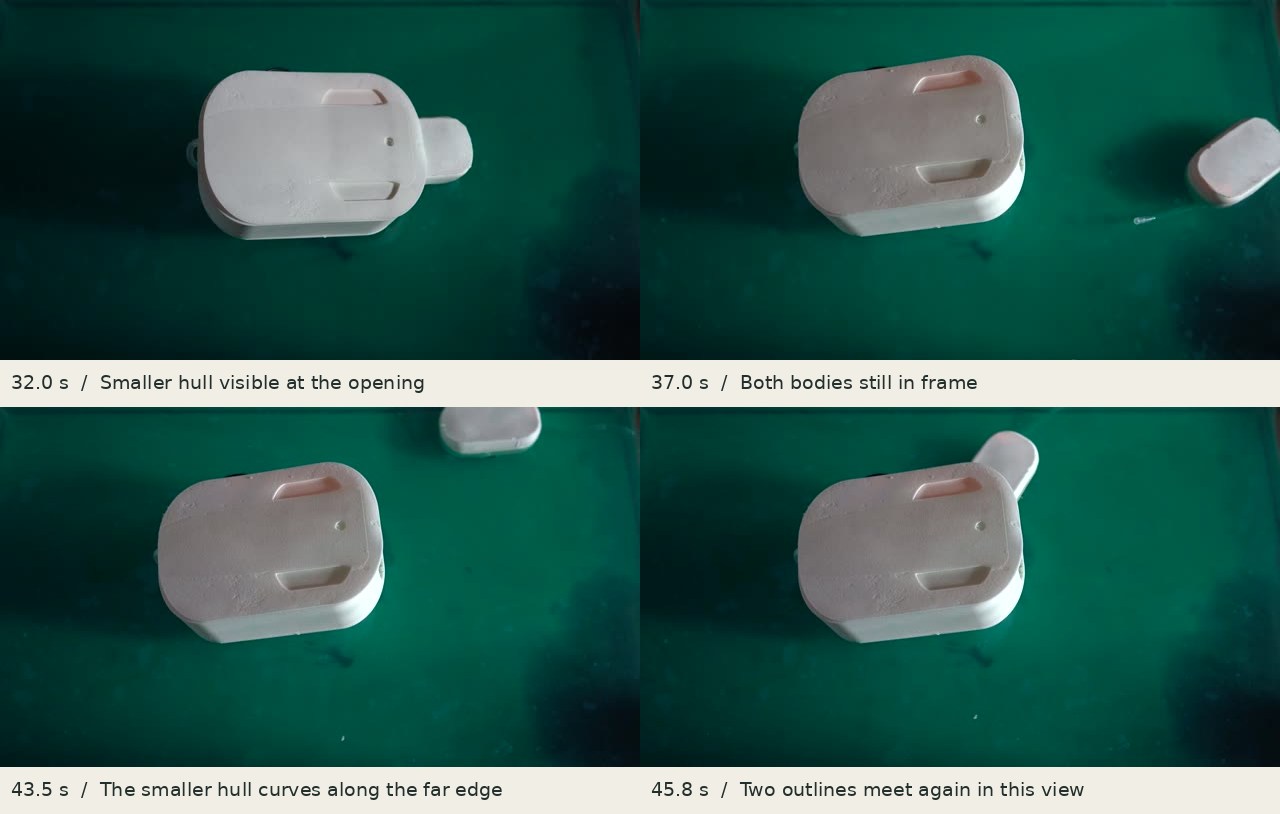 32.0 s / Smaller hull visible at the opening
37.0 s / Both bodies still in frame
43.5 s / The smaller hull curves along the far edge
45.8 s / Two outlines meet again in this view